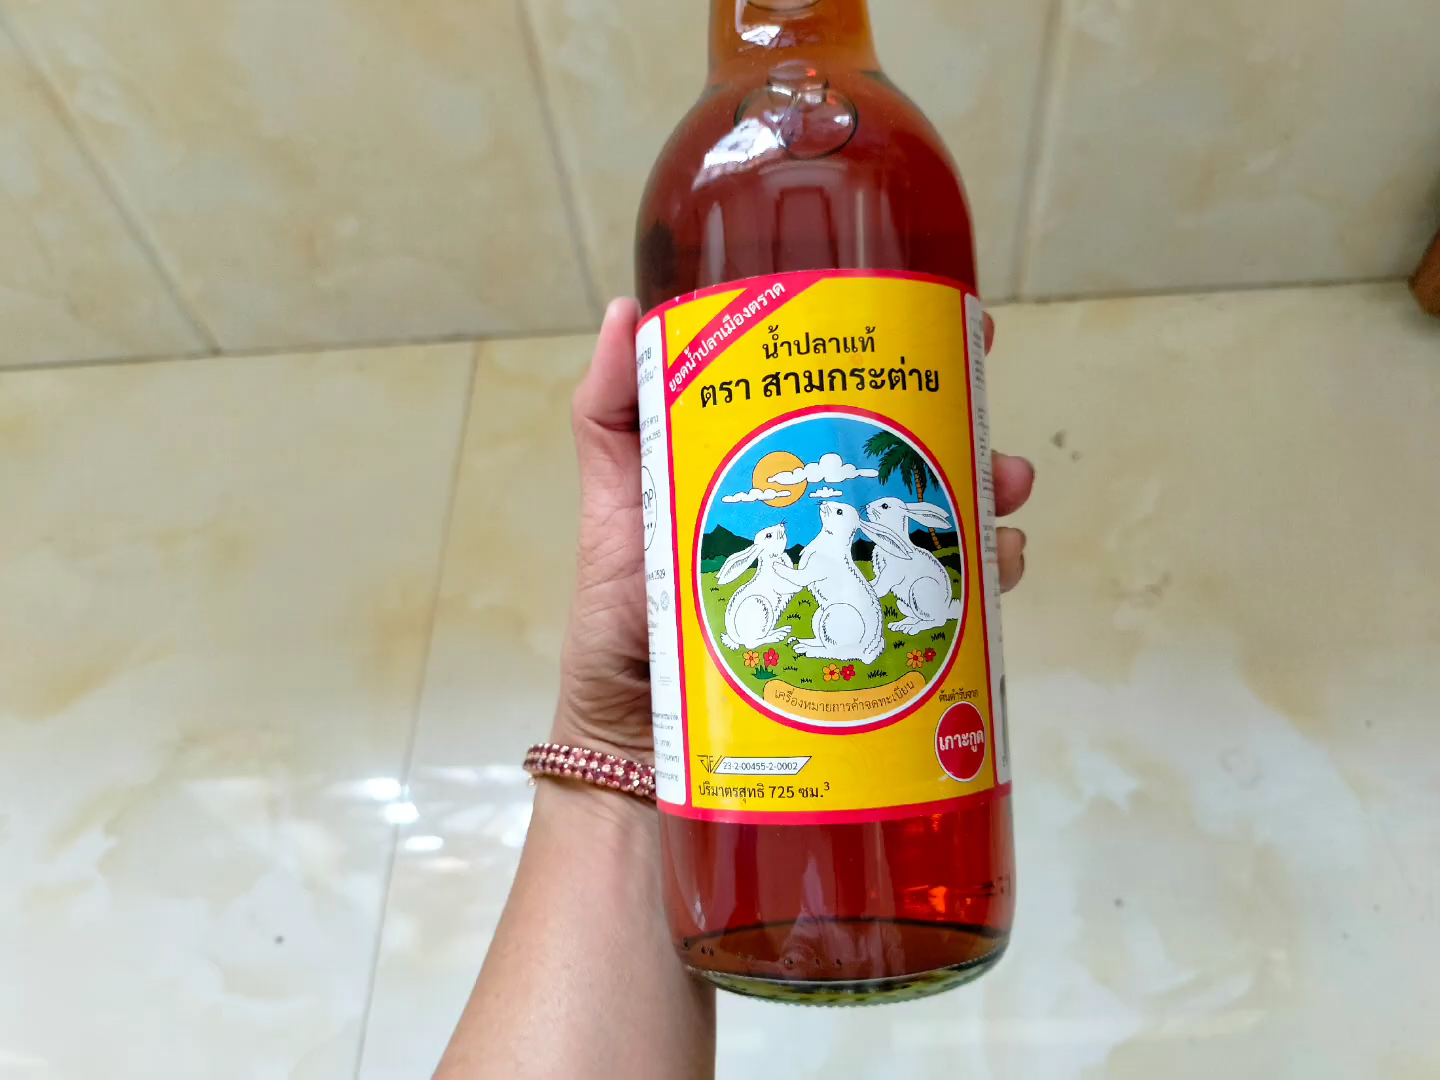 ยอดน้ำปลาเมืองตราด
น้ำปลาแท้
ตรา สามกระต่าย
เครื่องหมายการค้าจดทะเบียน
ต้นตำรับจาก
เกาะกูด
23-2-00455-2-0002
ปริมาตรสุทธิ 725 ซม.³